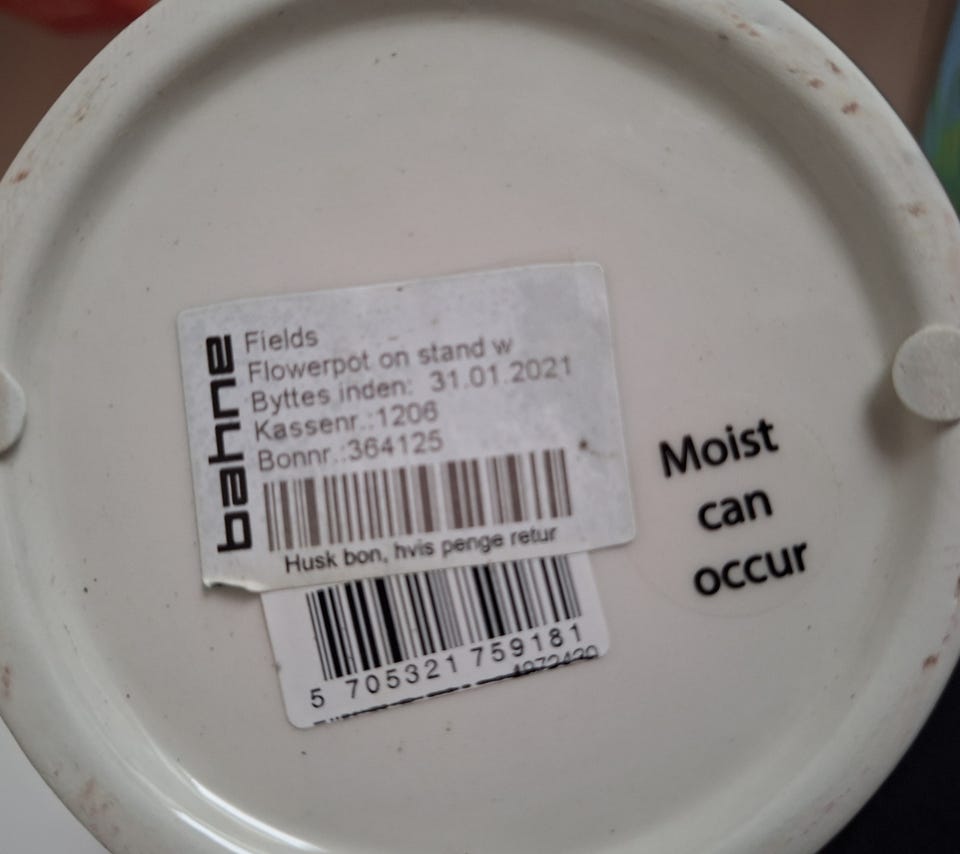 bahne
Fields
Flowerpot on stand w
Byttes inden: 31.01.2021
Kassenr.:1206
Bonnr.:364125
Husk bon, hvis penge retur
5 705321 759181
Moist
can
occur